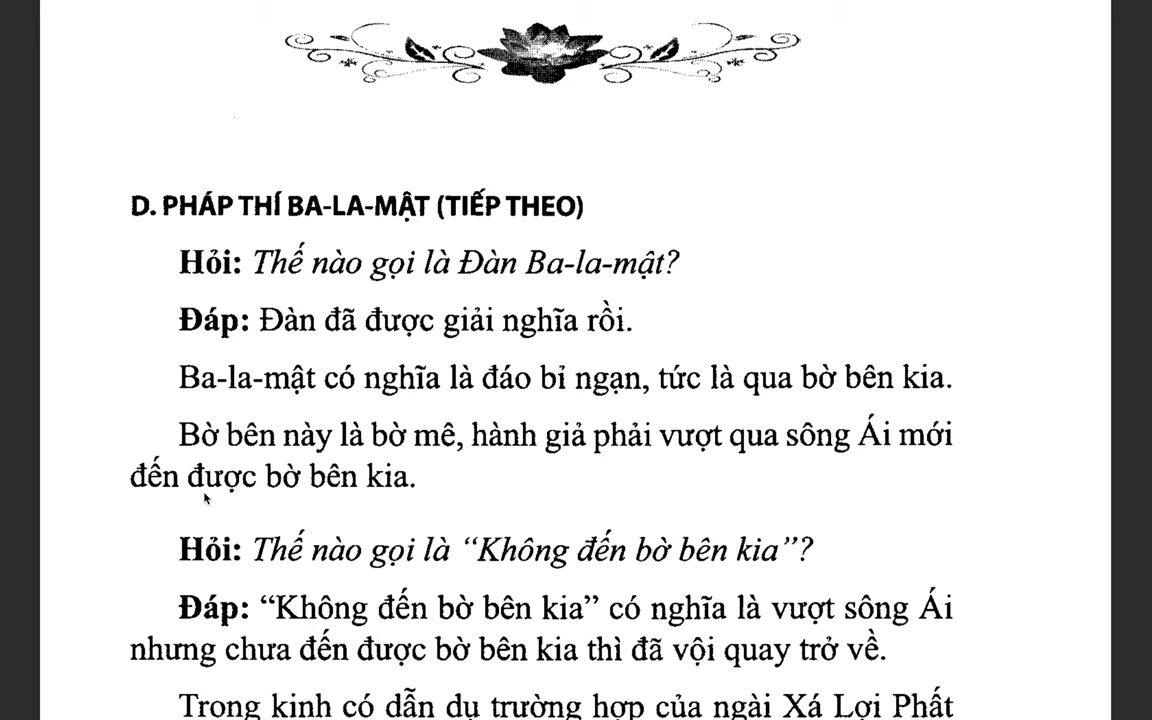 D. PHÁP THÍ BA-LA-MẬT (TIẾP THEO)
Hỏi: Thế nào gọi là Đàn Ba-la-mật?
Đáp: Đàn đã được giải nghĩa rồi.
Ba-la-mật có nghĩa là đáo bỉ ngạn, tức là qua bờ bên kia.
Bờ bên này là bờ mê, hành giả phải vượt qua sông Ái mới
đến được bờ bên kia.
Hỏi: Thế nào gọi là “Không đến bờ bên kia”?
Đáp: “Không đến bờ bên kia” có nghĩa là vượt sông Ái
nhưng chưa đến được bờ bên kia thì đã vội quay trở về.
Trong kinh có dẫn dụ trường hợp của ngài Xá Lợi Phất